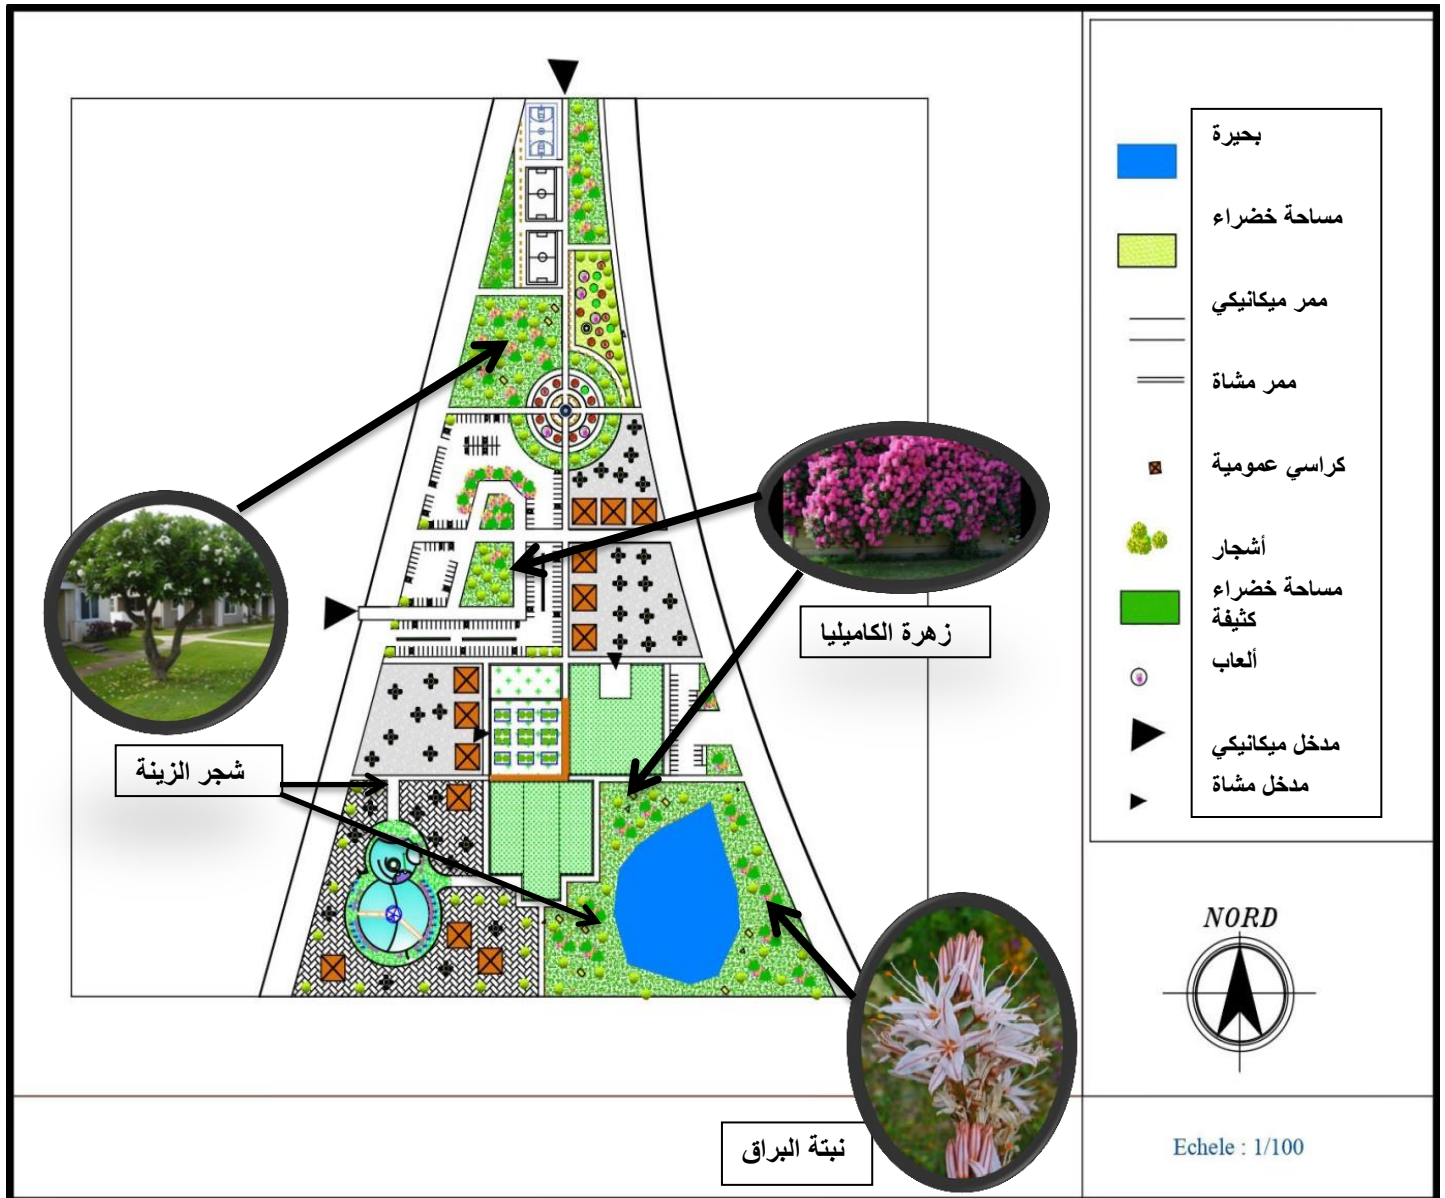 بحيرة
مساحة خضراء
ممر ميكانيكي
ممر مشاة
كراسي عمومية
أشجار
مساحة خضراء
كثيفة
ألعاب
مدخل ميكانيكي
مدخل مشاة
زهرة الكاميليا
شجر الزينة
نبتة البراق
NORD
Echele : 1/100